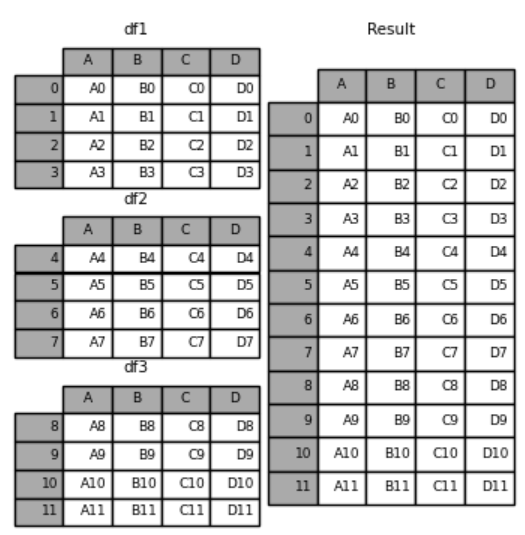 df1
A B C D
0 A0 B0 C0 D0
1 A1 B1 C1 D1
2 A2 B2 C2 D2
3 A3 B3 C3 D3
df2
A B C D
4 A4 B4 C4 D4
5 A5 B5 C5 D5
6 A6 B6 C6 D6
7 A7 B7 C7 D7
df3
A B C D
8 A8 B8 C8 D8
9 A9 B9 C9 D9
10 A10 B10 C10 D10
11 A11 B11 C11 D11
Result
A B C D
0 A0 B0 C0 D0
1 A1 B1 C1 D1
2 A2 B2 C2 D2
3 A3 B3 C3 D3
4 A4 B4 C4 D4
5 A5 B5 C5 D5
6 A6 B6 C6 D6
7 A7 B7 C7 D7
8 A8 B8 C8 D8
9 A9 B9 C9 D9
10 A10 B10 C10 D10
11 A11 B11 C11 D11